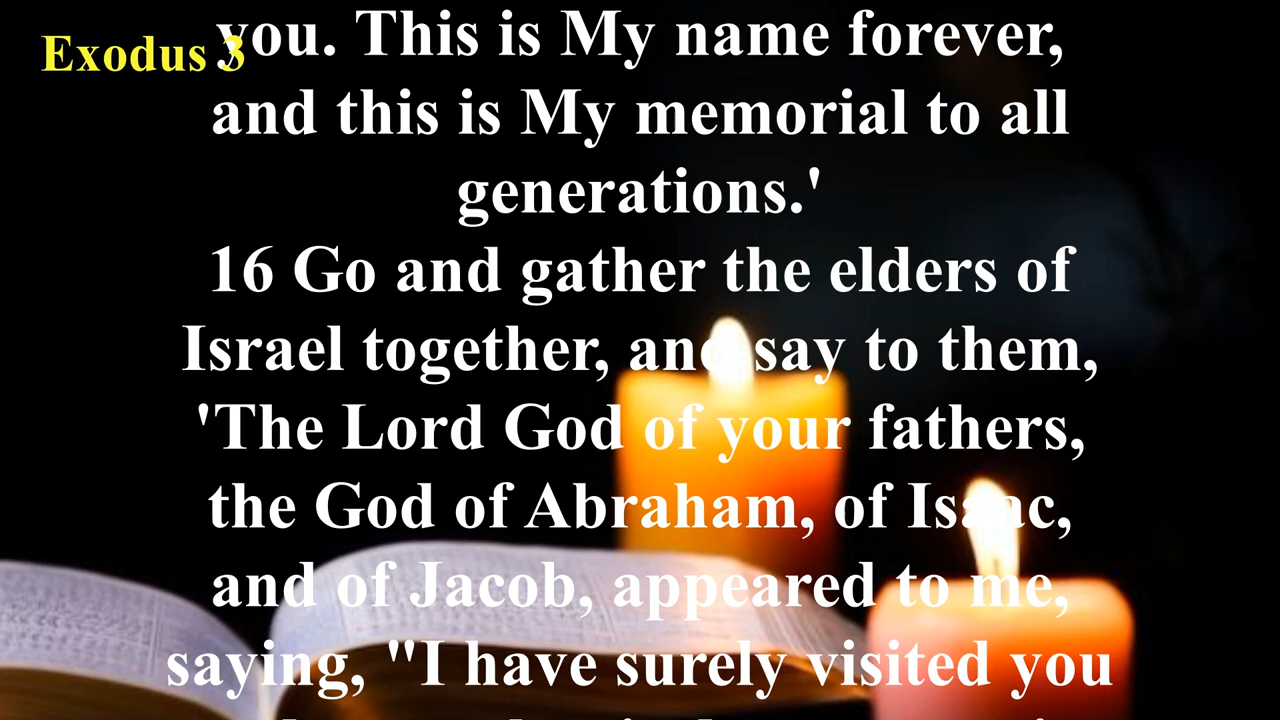 Exodus 3
you. This is My name forever,
and this is My memorial to all
generations.'
16 Go and gather the elders of
Israel together, and say to them,
'The Lord God of your fathers,
the God of Abraham, of Isaac,
and of Jacob, appeared to me,
saying, "I have surely visited you